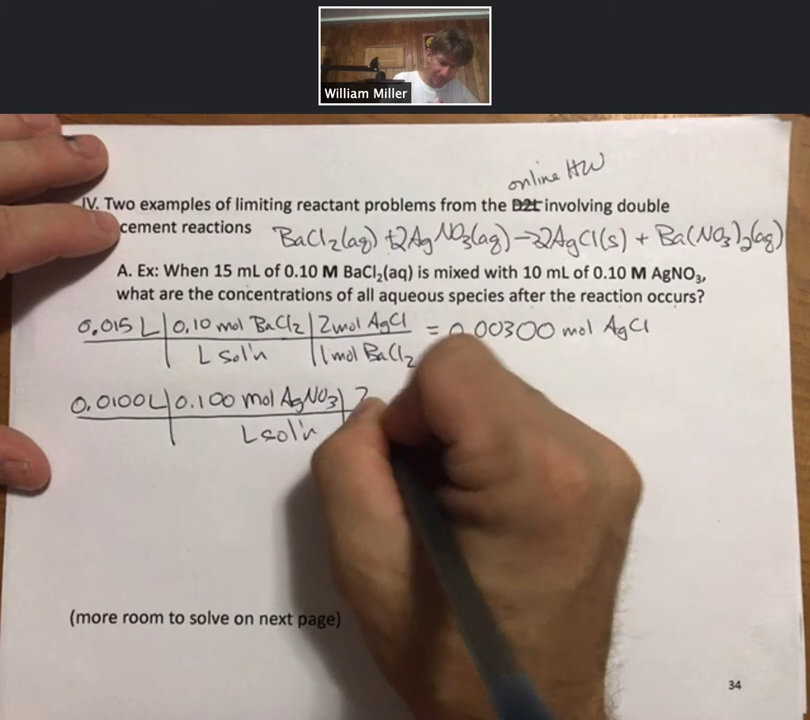 William Miller
online HW
IV. Two examples of limiting reactant problems from the D2L involving double
cement reactions BaCl₂(aq) + 2AgNO₃(aq) → 2AgCl(s) + Ba(NO₃)₂(aq)
A. Ex: When 15 mL of 0.10 M BaCl₂(aq) is mixed with 10 mL of 0.10 M AgNO₃,
what are the concentrations of all aqueous species after the reaction occurs?
0.015 L | 0.10 mol BaCl₂ | 2 mol AgCl = 0.00300 mol AgCl
L sol'n | 1 mol BaCl₂
0.0100 L | 0.100 mol AgNO₃ | 2
L sol'n
(more room to solve on next page)
34